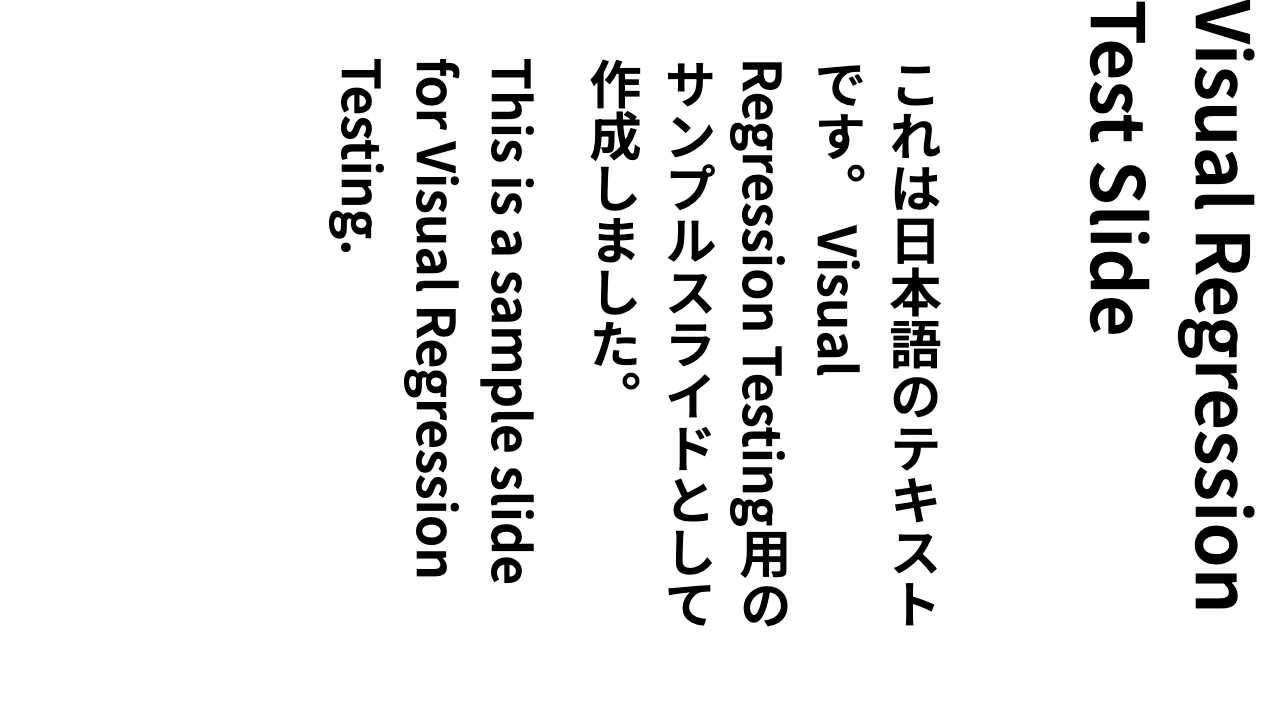 Visual Regression
Test Slide
これは日本語のテキスト
です。 Visual
Regression Testing用の
サンプルスライドとして
作成しました。
This is a sample slide
for Visual Regression
Testing.